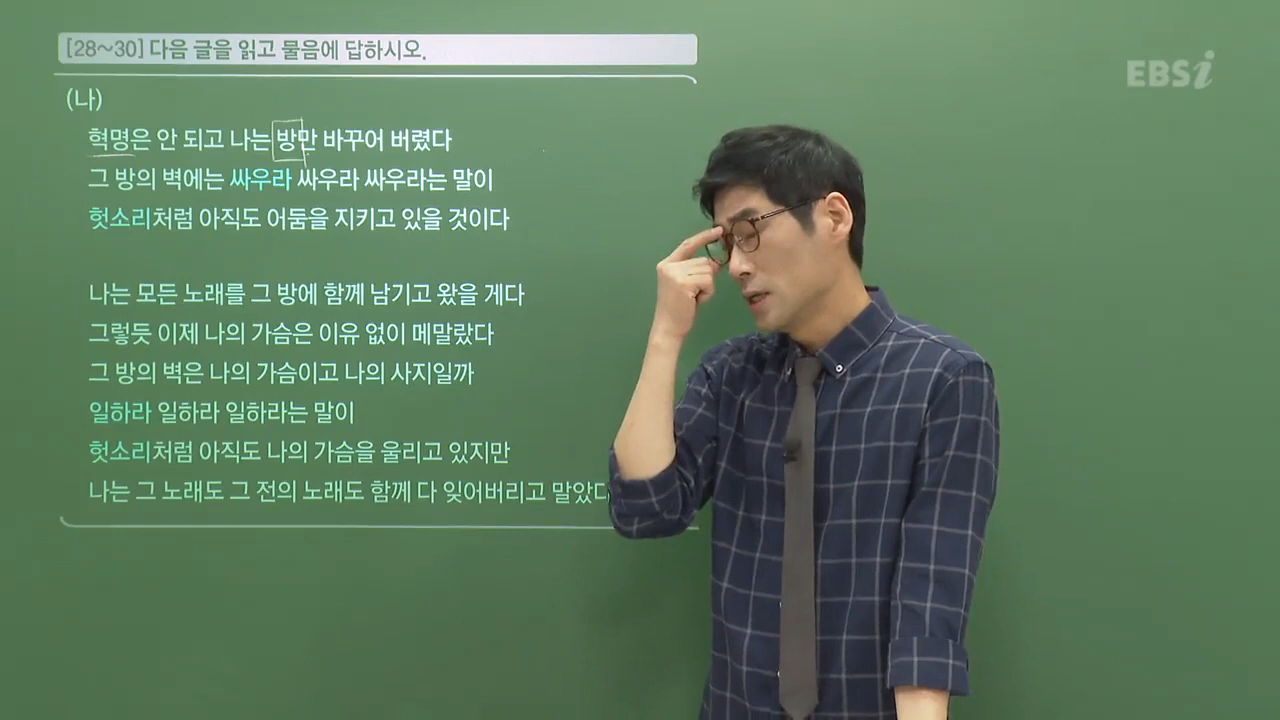 [28~30] 다음 글을 읽고 물음에 답하시오.
EBSi
(나)
혁명은 안 되고 나는 방만 바꾸어 버렸다
그 방의 벽에는 싸우라 싸우라 싸우라는 말이
헛소리처럼 아직도 어둠을 지키고 있을 것이다
나는 모든 노래를 그 방에 함께 남기고 왔을 게다
그렇듯 이제 나의 가슴은 이유 없이 메말랐다
그 방의 벽은 나의 가슴이고 나의 사지일까
일하라 일하라 일하라는 말이
헛소리처럼 아직도 나의 가슴을 울리고 있지만
나는 그 노래도 그 전의 노래도 함께 다 잊어버리고 말았다